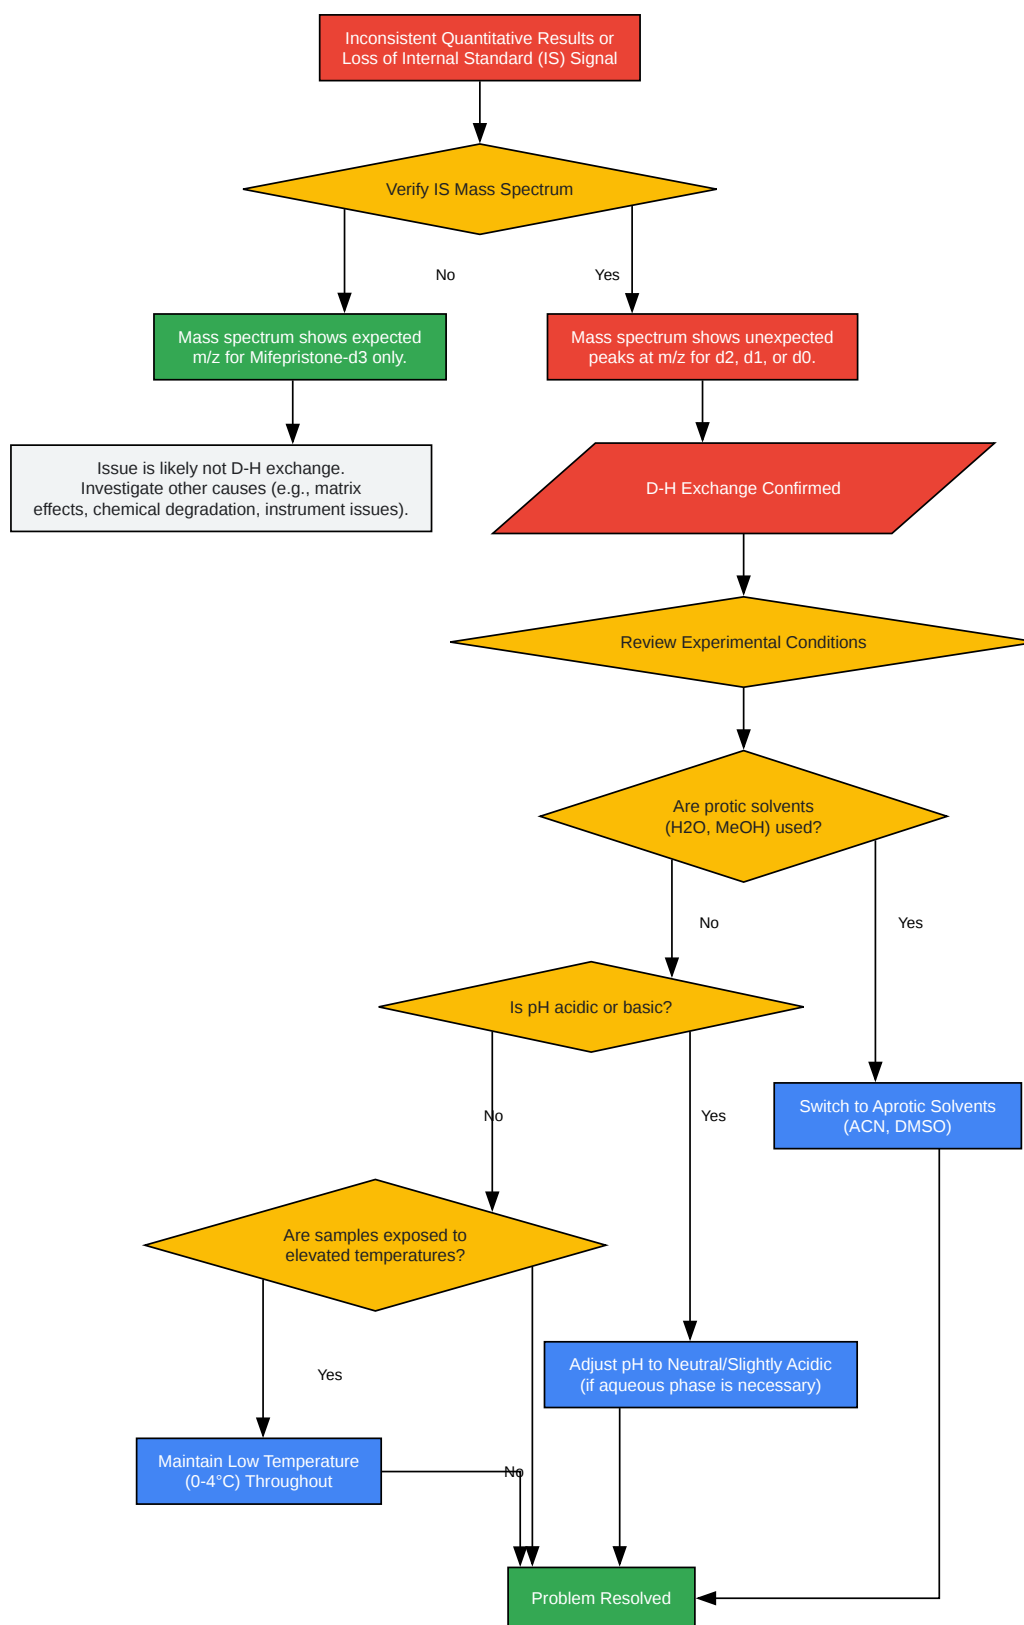 Inconsistent Quantitative Results or
Loss of Internal Standard (IS) Signal
Verify IS Mass Spectrum
No
Yes
Mass spectrum shows expected
m/z for Mifepristone-d3 only.
Mass spectrum shows unexpected
peaks at m/z for d2, d1, or d0.
Issue is likely not D-H exchange.
Investigate other causes (e.g., matrix
effects, chemical degradation, instrument issues).
D-H Exchange Confirmed
Review Experimental Conditions
Are protic solvents
(H2O, MeOH) used?
No
Yes
Is pH acidic or basic?
No
Yes
Switch to Aprotic Solvents
(ACN, DMSO)
Are samples exposed to
elevated temperatures?
Yes
Adjust pH to Neutral/Slightly Acidic
(if aqueous phase is necessary)
Maintain Low Temperature
(0-4°C) Throughout
No
Problem Resolved